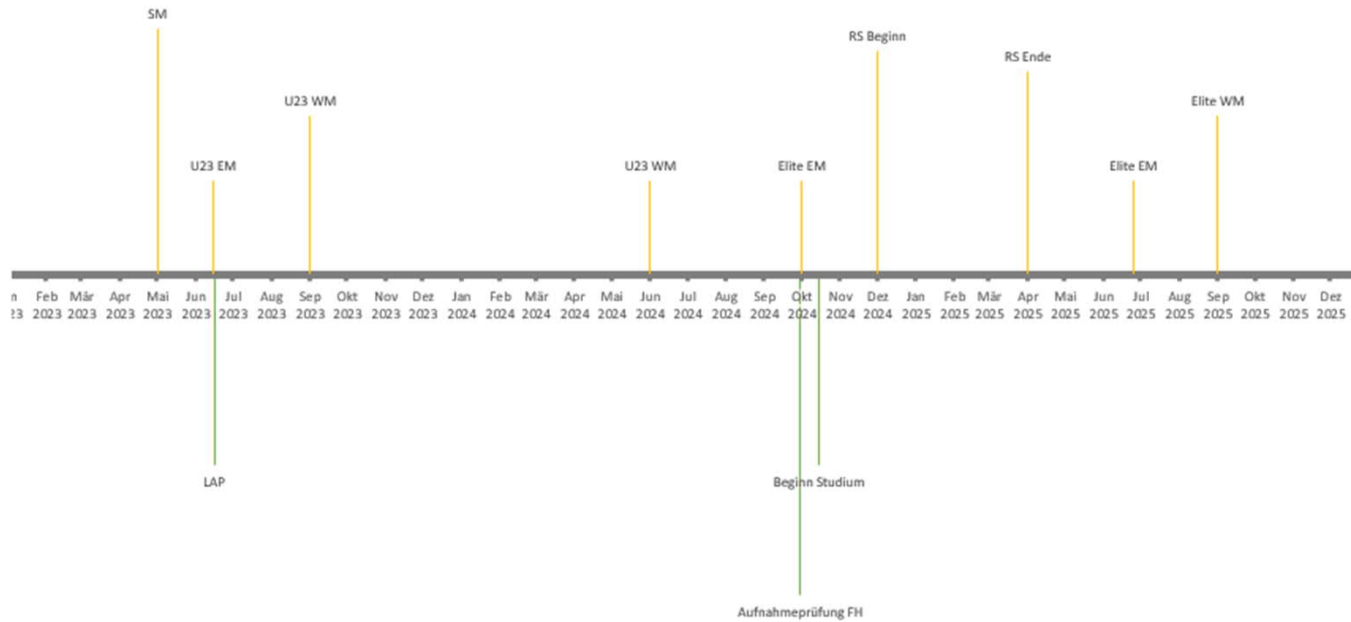 SM
RS Beginn
RS Ende
U23 WM
Elite WM
U23 EM
U23 WM
Elite EM
Elite EM
n Feb Mär Apr Mai Jun Jul Aug Sep Okt Nov Dez Jan Feb Mär Apr Mai Jun Jul Aug Sep Okt Nov Dez Jan Feb Mär Apr Mai Jun Jul Aug Sep Okt Nov Dez
23 2023 2023 2023 2023 2023 2023 2023 2023 2023 2023 2023 2024 2024 2024 2024 2024 2024 2024 2024 2024 2024 2024 2024 2025 2025 2025 2025 2025 2025 2025 2025 2025 2025 2025 2025
LAP
Beginn Studium
Aufnahmeprüfung FH